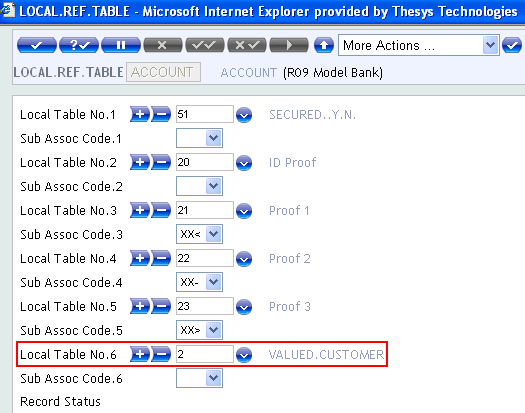 LOCAL.REF.TABLE - Microsoft Internet Explorer provided by Thesys Technologies
More Actions ...
LOCAL.REF.TABLE ACCOUNT ACCOUNT (R09 Model Bank)
Local Table No.1 51 SECURED..Y.N.
Sub Assoc Code.1
Local Table No.2 20 ID Proof
Sub Assoc Code.2
Local Table No.3 21 Proof 1
Sub Assoc Code.3 XX<
Local Table No.4 22 Proof 2
Sub Assoc Code.4 XX-
Local Table No.5 23 Proof 3
Sub Assoc Code.5 XX>
Local Table No.6 2 VALUED.CUSTOMER
Sub Assoc Code.6
Record Status